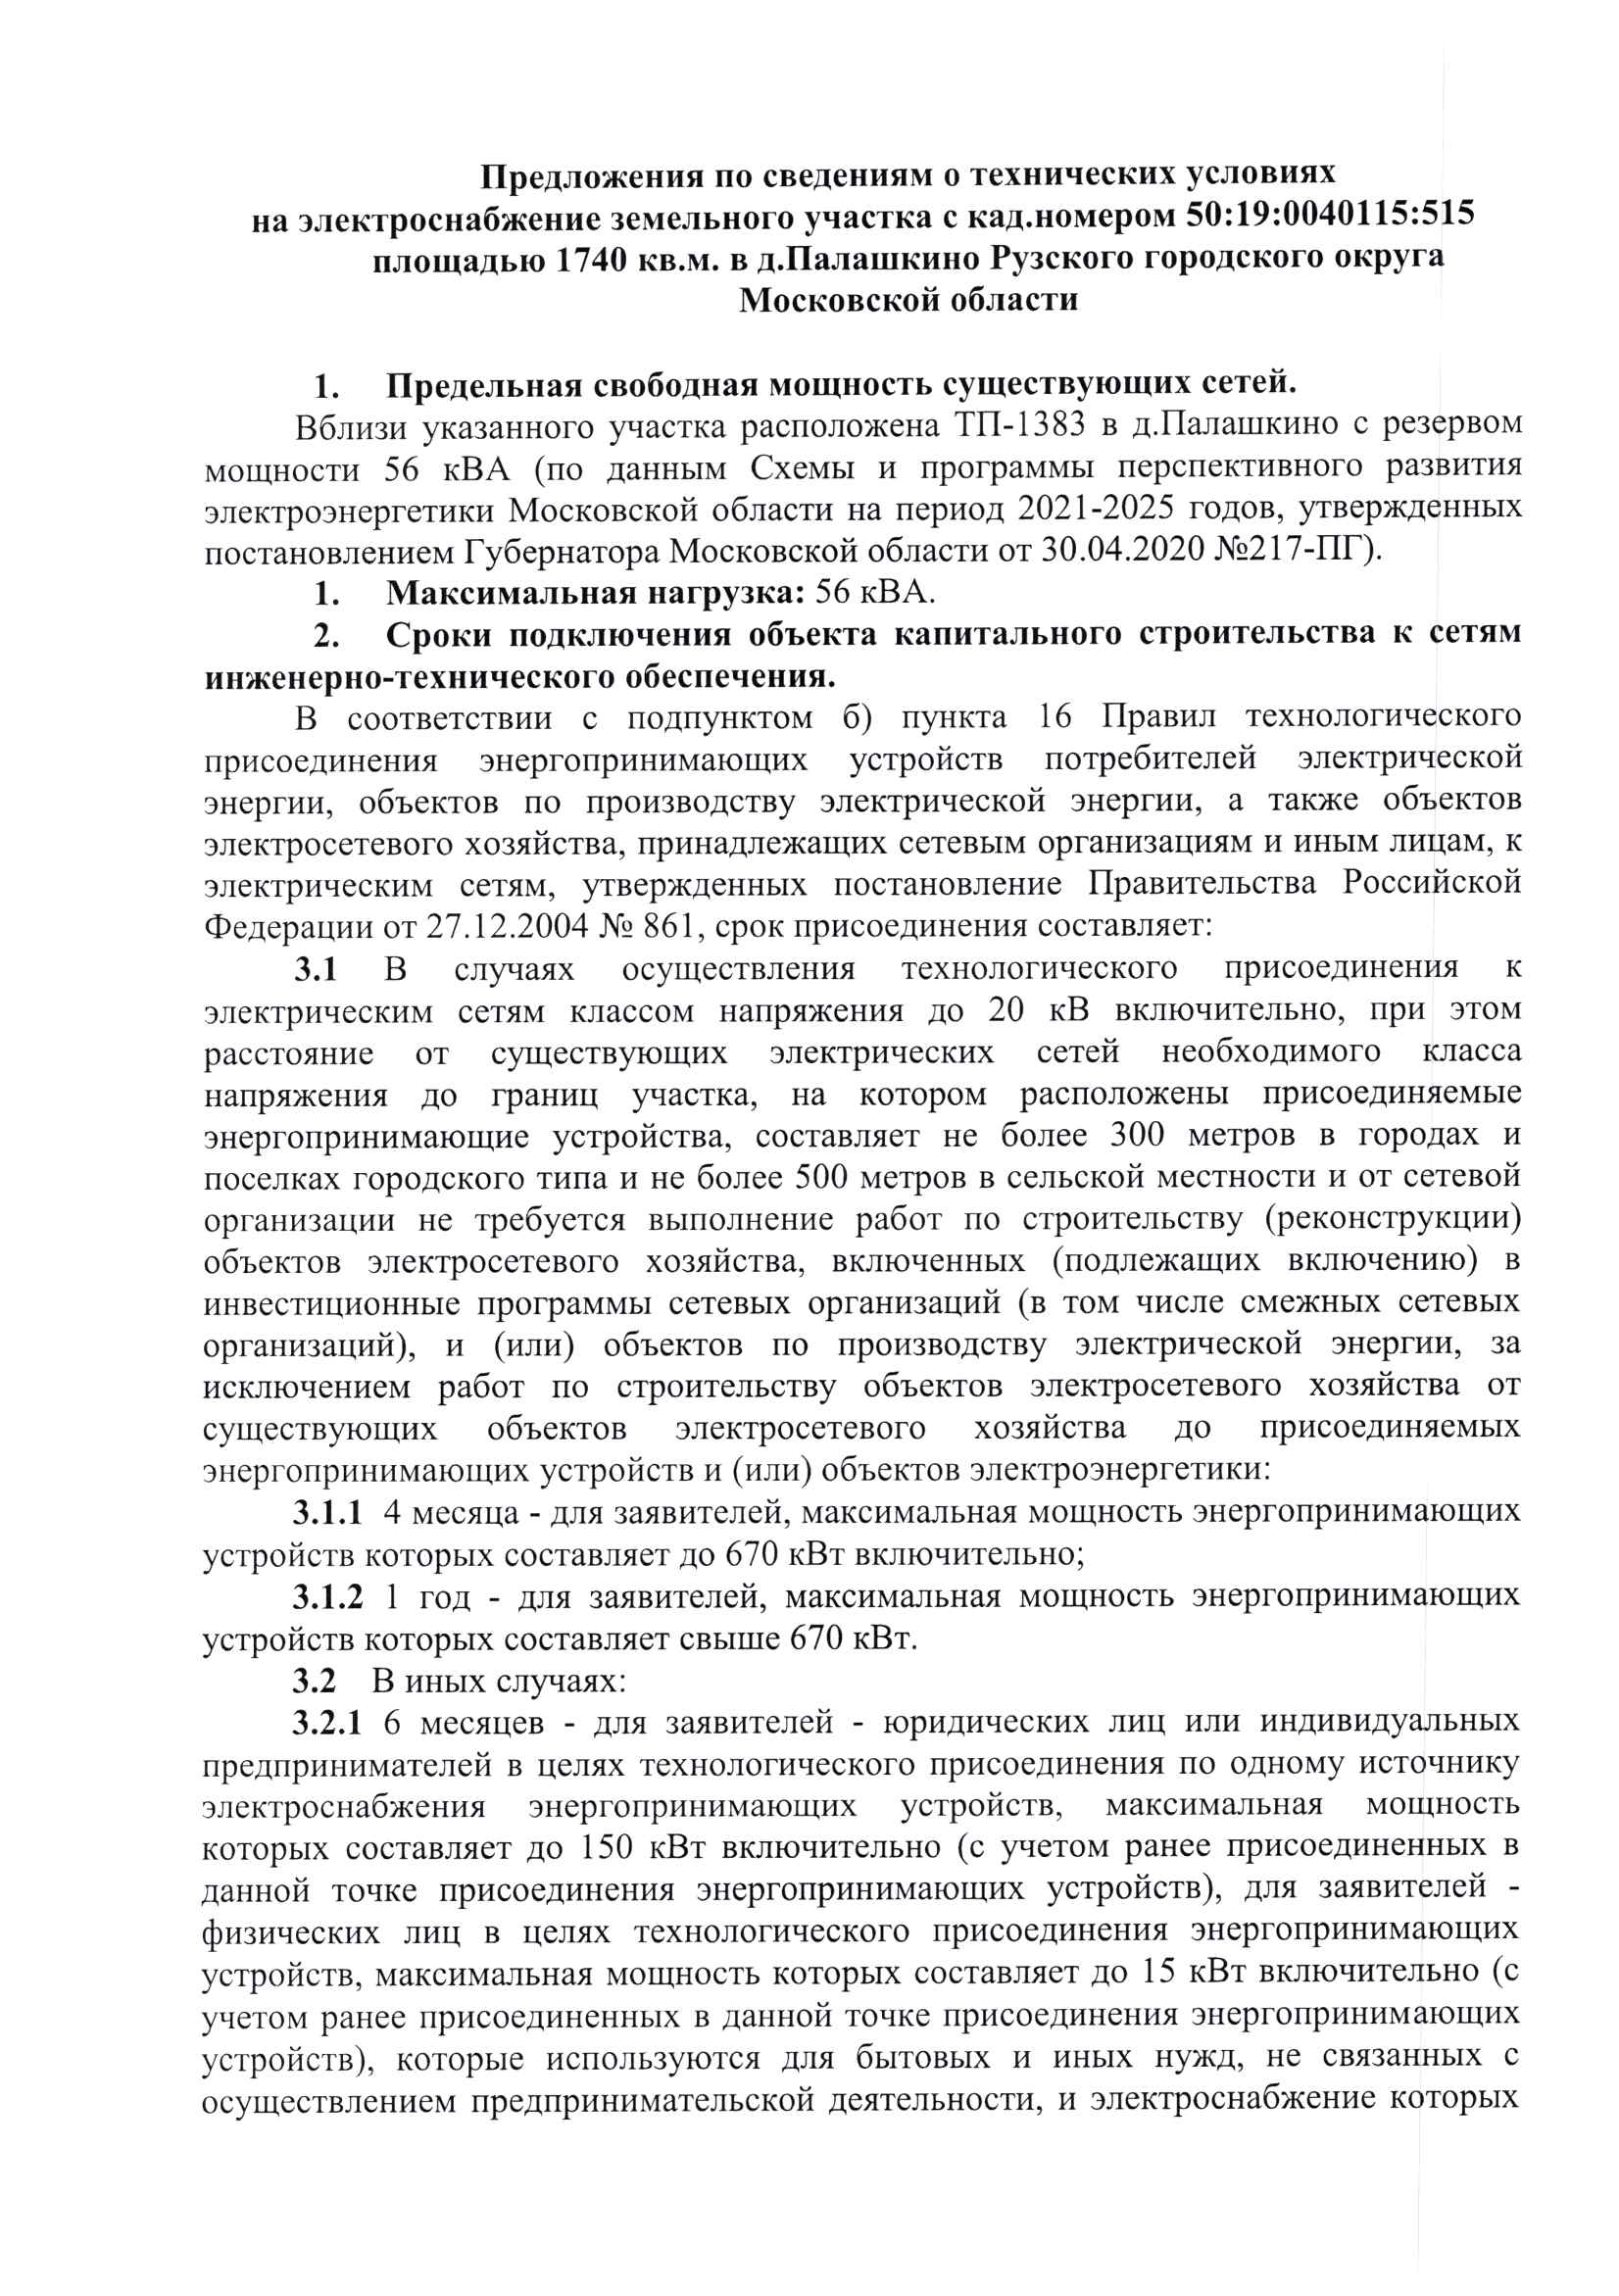 Предложения по сведениям о технических условиях
на электроснабжение земельного участка с кад.номером 50:19:0040115:515
площадью 1740 кв.м. в д.Палашкино Рузского городского округа
Московской области
1. Предельная свободная мощность существующих сетей.
Вблизи указанного участка расположена ТП-1383 в д.Палашкино с резервом
мощности 56 кВА (по данным Схемы и программы перспективного развития
электроэнергетики Московской области на период 2021-2025 годов, утвержденных
постановлением Губернатора Московской области от 30.04.2020 №217-ПГ).
1. Максимальная нагрузка: 56 кВА.
2. Сроки подключения объекта капитального строительства к сетям
инженерно-технического обеспечения.
В соответствии с подпунктом б) пункта 16 Правил технологического
присоединения энергопринимающих устройств потребителей электрической
энергии, объектов по производству электрической энергии, а также объектов
электросетевого хозяйства, принадлежащих сетевым организациям и иным лицам, к
электрическим сетям, утвержденных постановление Правительства Российской
Федерации от 27.12.2004 № 861, срок присоединения составляет:
3.1 В случаях осуществления технологического присоединения к
электрическим сетям классом напряжения до 20 кВ включительно, при этом
расстояние от существующих электрических сетей необходимого класса
напряжения до границ участка, на котором расположены присоединяемые
энергопринимающие устройства, составляет не более 300 метров в городах и
поселках городского типа и не более 500 метров в сельской местности и от сетевой
организации не требуется выполнение работ по строительству (реконструкции)
объектов электросетевого хозяйства, включенных (подлежащих включению) в
инвестиционные программы сетевых организаций (в том числе смежных сетевых
организаций), и (или) объектов по производству электрической энергии, за
исключением работ по строительству объектов электросетевого хозяйства от
существующих объектов электросетевого хозяйства до присоединяемых
энергопринимающих устройств и (или) объектов электроэнергетики:
3.1.1 4 месяца - для заявителей, максимальная мощность энергопринимающих
устройств которых составляет до 670 кВт включительно;
3.1.2 1 год - для заявителей, максимальная мощность энергопринимающих
устройств которых составляет свыше 670 кВт.
3.2 В иных случаях:
3.2.1 6 месяцев - для заявителей - юридических лиц или индивидуальных
предпринимателей в целях технологического присоединения по одному источнику
электроснабжения энергопринимающих устройств, максимальная мощность
которых составляет до 150 кВт включительно (с учетом ранее присоединенных в
данной точке присоединения энергопринимающих устройств), для заявителей -
физических лиц в целях технологического присоединения энергопринимающих
устройств, максимальная мощность которых составляет до 15 кВт включительно (с
учетом ранее присоединенных в данной точке присоединения энергопринимающих
устройств), которые используются для бытовых и иных нужд, не связанных с
осуществлением предпринимательской деятельности, и электроснабжение которых